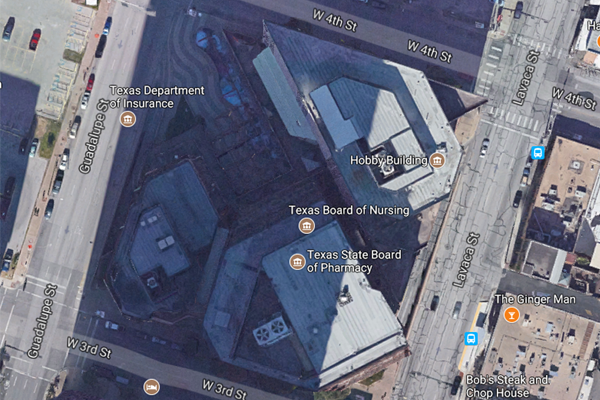 W 4th St
W 4th St
Lavaca St
Ha
W 4th St
Texas Department
of Insurance
Guadalupe St
Hobby Building
Texas Board of Nursing
Texas State Board
of Pharmacy
Lavaca St
The Ginger Man
Guadalupe St
W 3rd St
W 3rd St
Bob's Steak and
Chop House